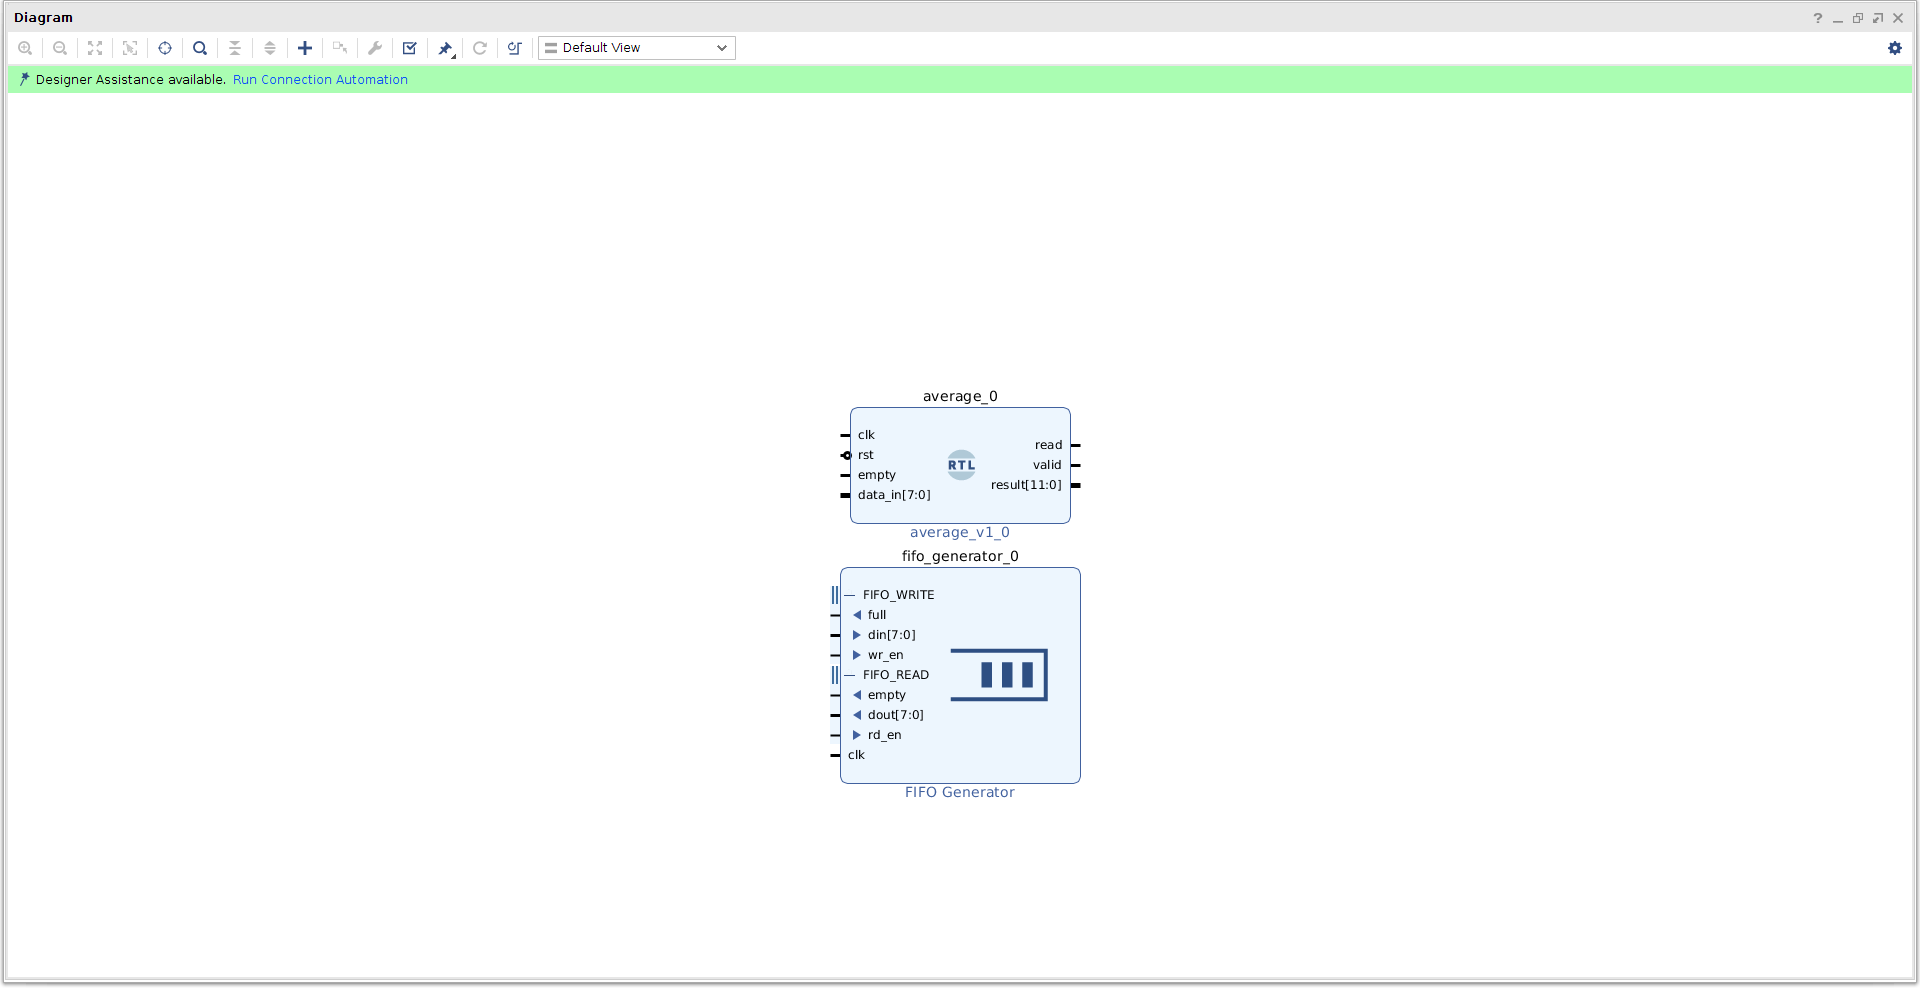 Diagram
?
Default View
Designer Assistance available. Run Connection Automation
average_0
clk
rst
empty
data_in[7:0]
RTL
read
valid
result[11:0]
average_v1_0
fifo_generator_0
FIFO_WRITE
full
din[7:0]
wr_en
FIFO_READ
empty
dout[7:0]
rd_en
clk
FIFO Generator